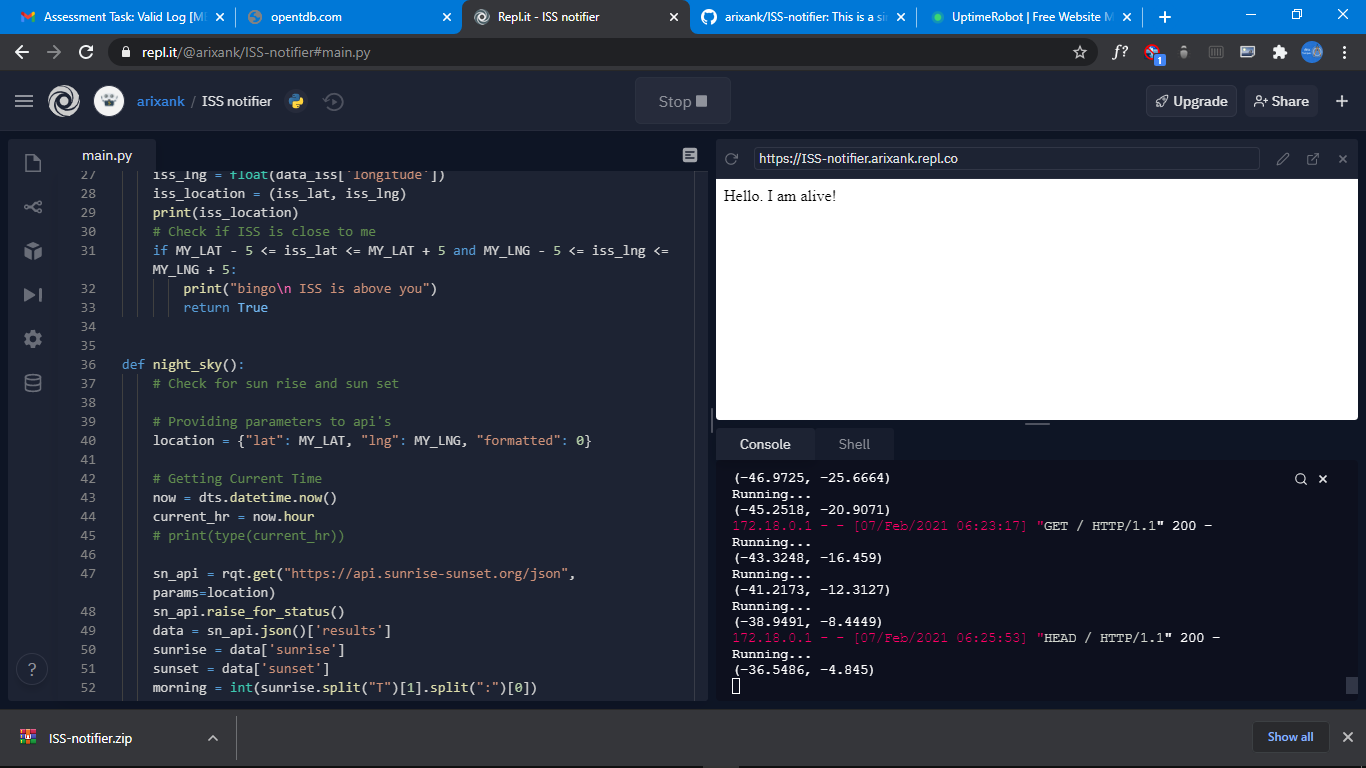 Assessment Task: Valid Log [Mi
opentdb.com
Repl.it - ISS notifier
arixank/ISS-notifier: This is a si
UptimeRobot | Free Website M
repl.it/@arixank/ISS-notifier#main.py
f?
1
arixank / ISS notifier
Stop
Upgrade
Share
main.py
https://ISS-notifier.arixank.repl.co
27 iss_lng = float(data_iss['longitude'])
28 iss_location = (iss_lat, iss_lng)
29 print(iss_location)
30 # Check if ISS is close to me
31 if MY_LAT - 5 <= iss_lat <= MY_LAT + 5 and MY_LNG - 5 <= iss_lng <=
MY_LNG + 5:
32 print("bingo\n ISS is above you")
33 return True
34
35
36 def night_sky():
37 # Check for sun rise and sun set
38
39 # Providing parameters to api's
40 location = {"lat": MY_LAT, "lng": MY_LNG, "formatted": 0}
41
42 # Getting Current Time
43 now = dts.datetime.now()
44 current_hr = now.hour
45 # print(type(current_hr))
46
47 sn_api = rqt.get("https://api.sunrise-sunset.org/json",
params=location)
48 sn_api.raise_for_status()
49 data = sn_api.json()['results']
50 sunrise = data['sunrise']
51 sunset = data['sunset']
52 morning = int(sunrise.split("T")[1].split(":")[0])
?
Hello. I am alive!
Console
Shell
(-46.9725, -25.6664)
Running...
(-45.2518, -20.9071)
172.18.0.1 - - [07/Feb/2021 06:23:17] "GET / HTTP/1.1" 200 -
Running...
(-43.3248, -16.459)
Running...
(-41.2173, -12.3127)
Running...
(-38.9491, -8.4449)
172.18.0.1 - - [07/Feb/2021 06:25:53] "HEAD / HTTP/1.1" 200 -
Running...
(-36.5486, -4.845)
ISS-notifier.zip
Show all